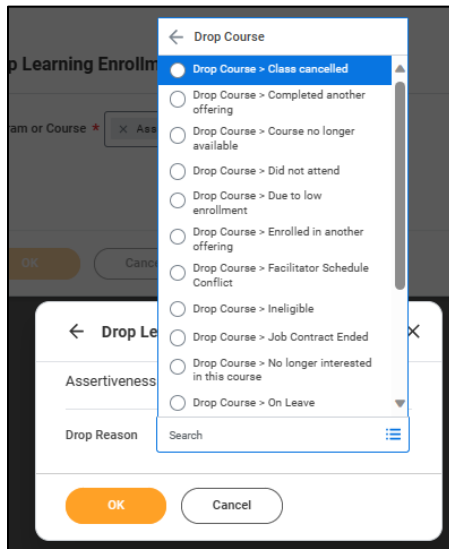 Drop Course
p Learning Enrollm
Drop Course > Class cancelled
Drop Course > Completed another
offering
ram or Course * × Ass
Drop Course > Course no longer
available
Drop Course > Did not attend
Drop Course > Due to low
enrollment
Drop Course > Enrolled in another
offering
OK Cance
Drop Course > Facilitator Schedule
Conflict
Drop Course > Ineligible
Drop Le
Drop Course > Job Contract Ended
Drop Course > No longer interested
in this course
Assertiveness
Drop Course > On Leave
Drop Reason Search
OK Cancel